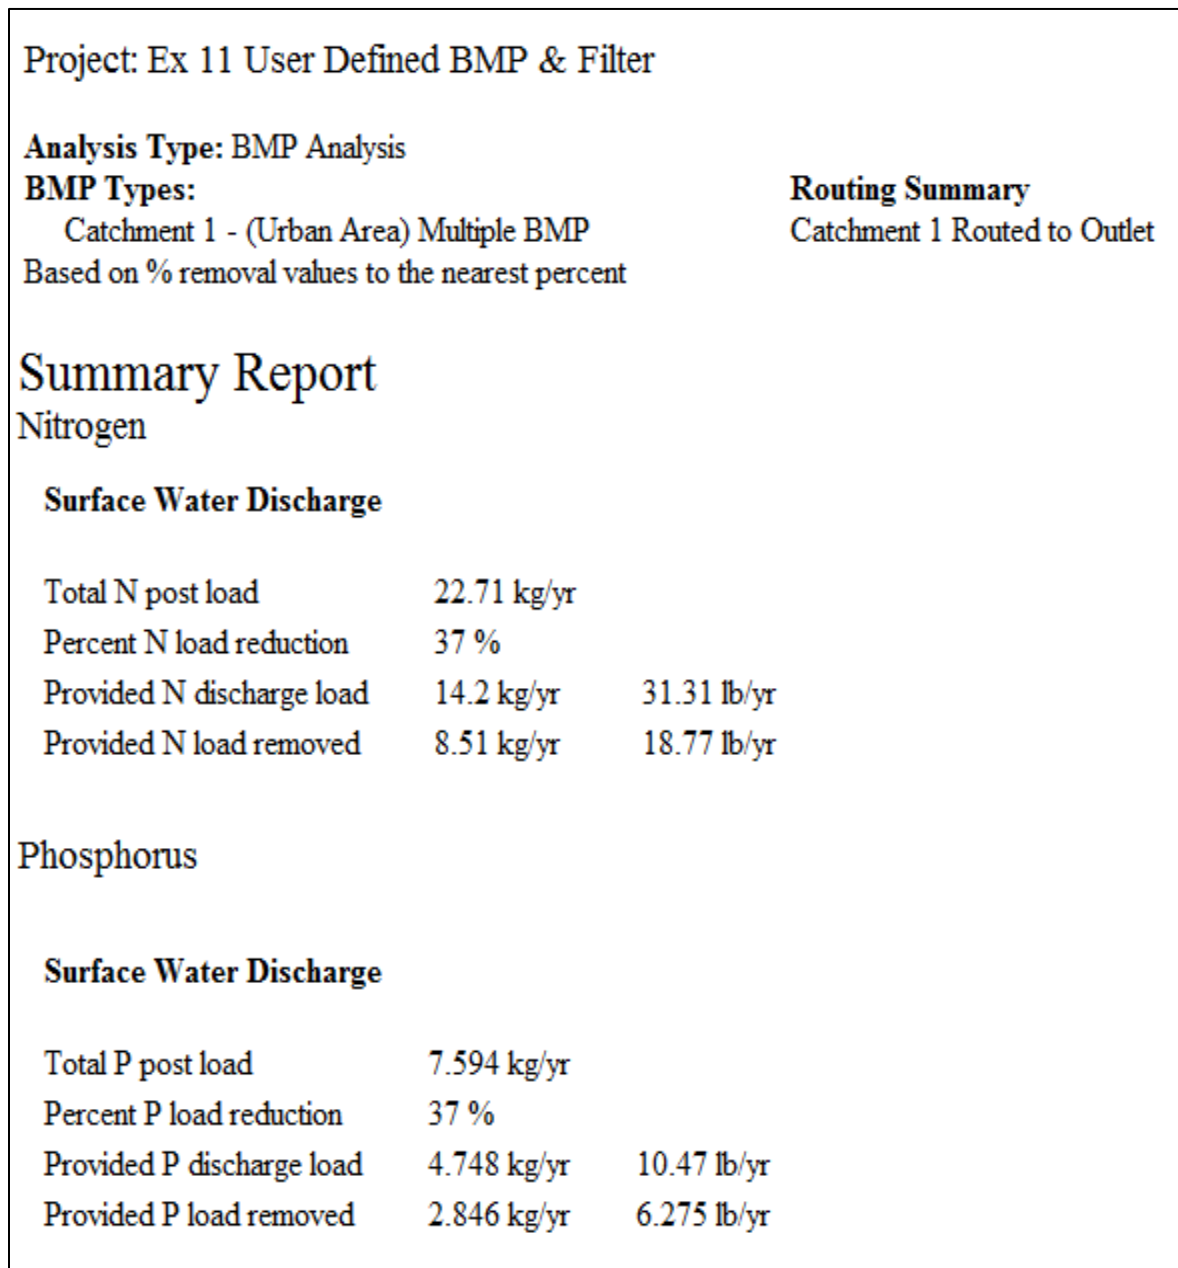 Project: Ex 11 User Defined BMP & Filter
Analysis Type: BMP Analysis
BMP Types:
Catchment 1 - (Urban Area) Multiple BMP
Based on % removal values to the nearest percent
Routing Summary
Catchment 1 Routed to Outlet
Summary Report
Nitrogen
Surface Water Discharge
Total N post load 22.71 kg/yr
Percent N load reduction 37 %
Provided N discharge load 14.2 kg/yr 31.31 lb/yr
Provided N load removed 8.51 kg/yr 18.77 lb/yr
Phosphorus
Surface Water Discharge
Total P post load 7.594 kg/yr
Percent P load reduction 37 %
Provided P discharge load 4.748 kg/yr 10.47 lb/yr
Provided P load removed 2.846 kg/yr 6.275 lb/yr